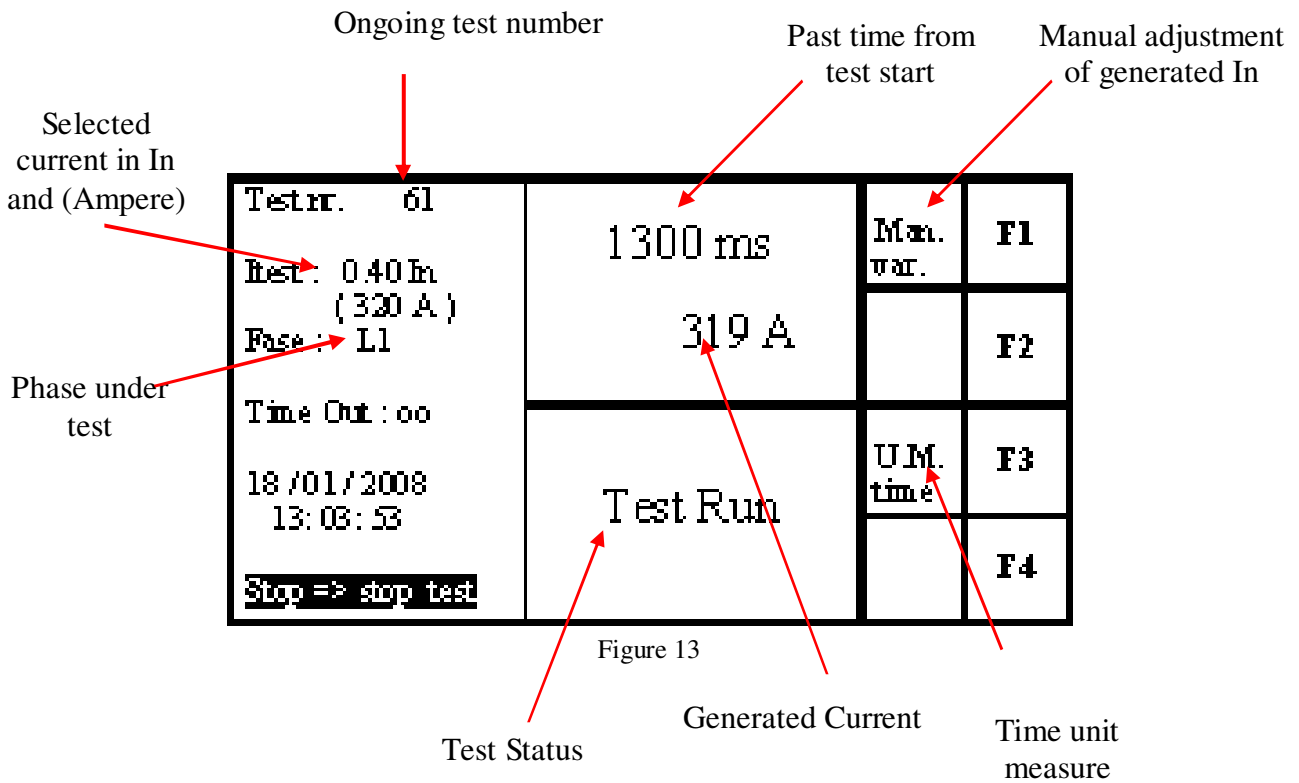 Ongoing test number
Past time from
test start
Manual adjustment
of generated In
Selected
current in In
and (Ampere)
Phase under
test
Test nr. 61
Itest : 0.40 In
( 320 A )
Fase : L1
Time Out : oo
18 /01/ 2008
13: 03: 53
Stop => stop test
1300 ms
319 A
Test Run
Man.
var.
F1
F2
U.M.
time
F3
F4
Figure 13
Test Status
Generated Current
Time unit
measure